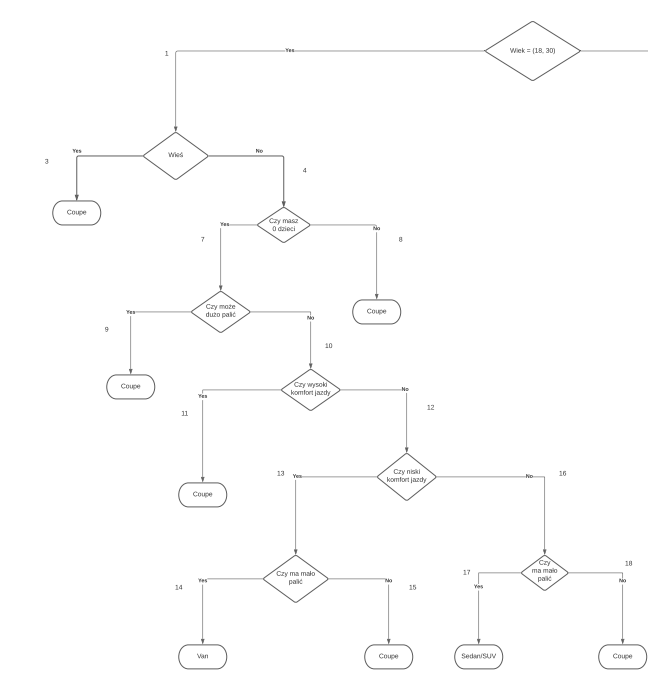 Wiek = (18, 30)
Yes
1
Wieś
Yes
No
3
4
Coupe
Czy masz
0 dzieci
Yes
No
7
8
Czy może
dużo palić
Coupe
Yes
No
9
10
Coupe
Czy wysoki
komfort jazdy
Yes
No
11
12
Czy niski
komfort jazdy
Coupe
13
Yes
No
16
Czy ma mało
palić
Czy
ma mało
palić
14
Yes
No
15
17
Yes
18
No
Van
Coupe
Sedan/SUV
Coupe